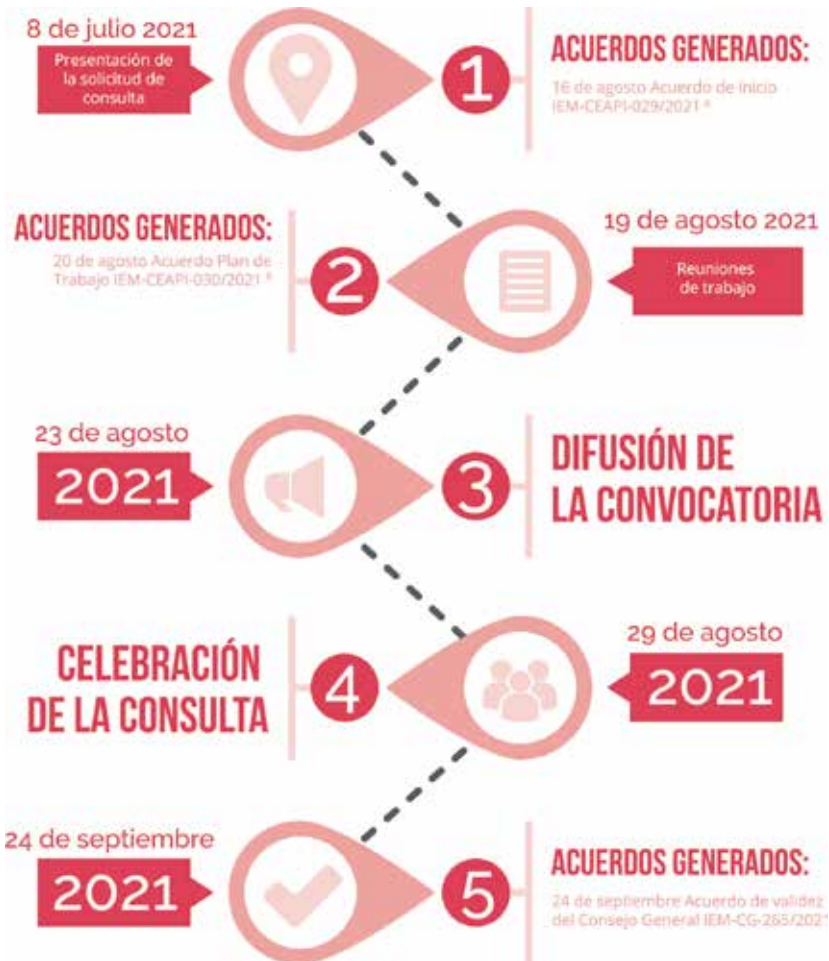 8 de julio 2021
Presentación de
la solicitud de
consulta
1
ACUERDOS GENERADOS:
16 de agosto Acuerdo de Inicio
IEM-CEAPI-029/2021
ACUERDOS GENERADOS:
20 de agosto Acuerdo Plan de
Trabajo IEM-CEAPI-030/2021
2
19 de agosto 2021
Reuniones
de trabajo
23 de agosto
2021
3
DIFUSIÓN DE
LA CONVOCATORIA
CELEBRACIÓN
DE LA CONSULTA
4
29 de agosto
2021
24 de septiembre
2021
5
ACUERDOS GENERADOS:
24 de septiembre Acuerdo de validez
del Consejo General IEM-CG-265/2021